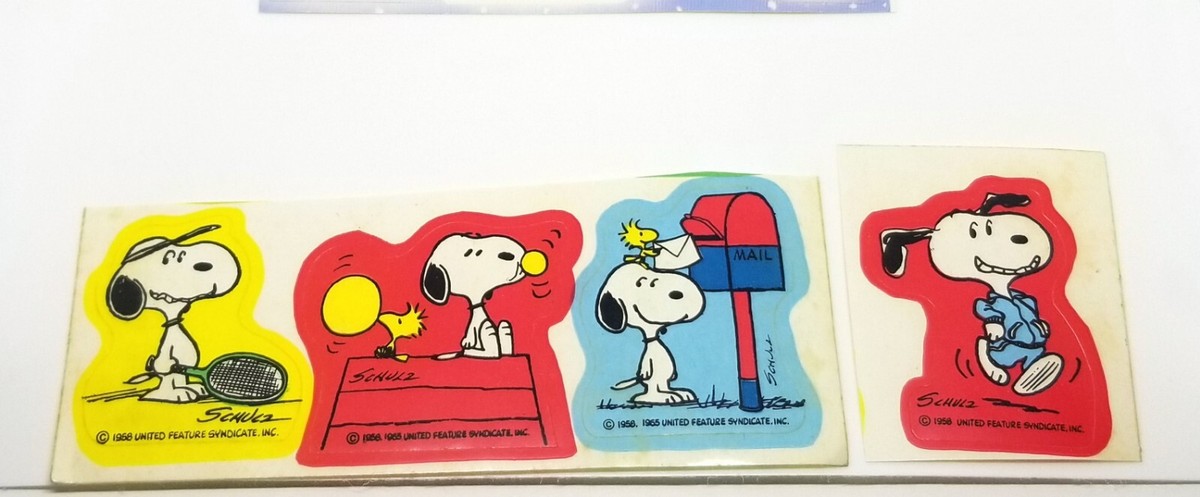 SCHULZ
© 1958 UNITED FEATURE SYNDICATE, INC.
SCHULZ
© 1958, 1965 UNITED FEATURE SYNDICATE, INC.
MAIL
SCHULZ
© 1958, 1965 UNITED FEATURE SYNDICATE, INC.
SCHULZ
© 1958 UNITED FEATURE SYNDICATE, INC.